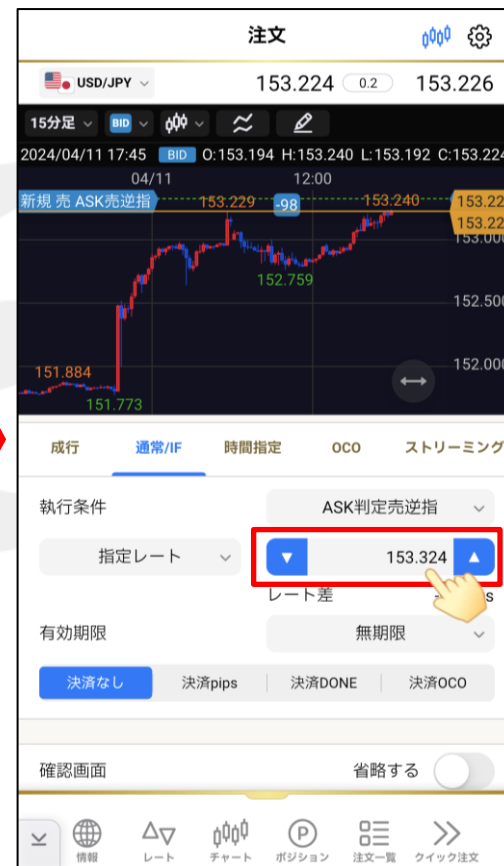 注文
USD/JPY 153.224 0.2 153.226
15分足 BID
2024/04/11 17:45 BID O:153.194 H:153.240 L:153.192 C:153.224
04/11 12:00
新規 売 ASK売逆指 153.229 -98 153.240 153.22
153.22
153.000
152.759
152.500
151.884 152.000
151.773
成行 通常/IF 時間指定 OCO ストリーミング
執行条件 ASK判定売逆指
指定レート ▼ 153.324 ▲
レート差
有効期限 無期限
決済なし 決済pips 決済DONE 決済OCO
確認画面 省略する
情報 レート チャート ポジション 注文一覧 クイック注文